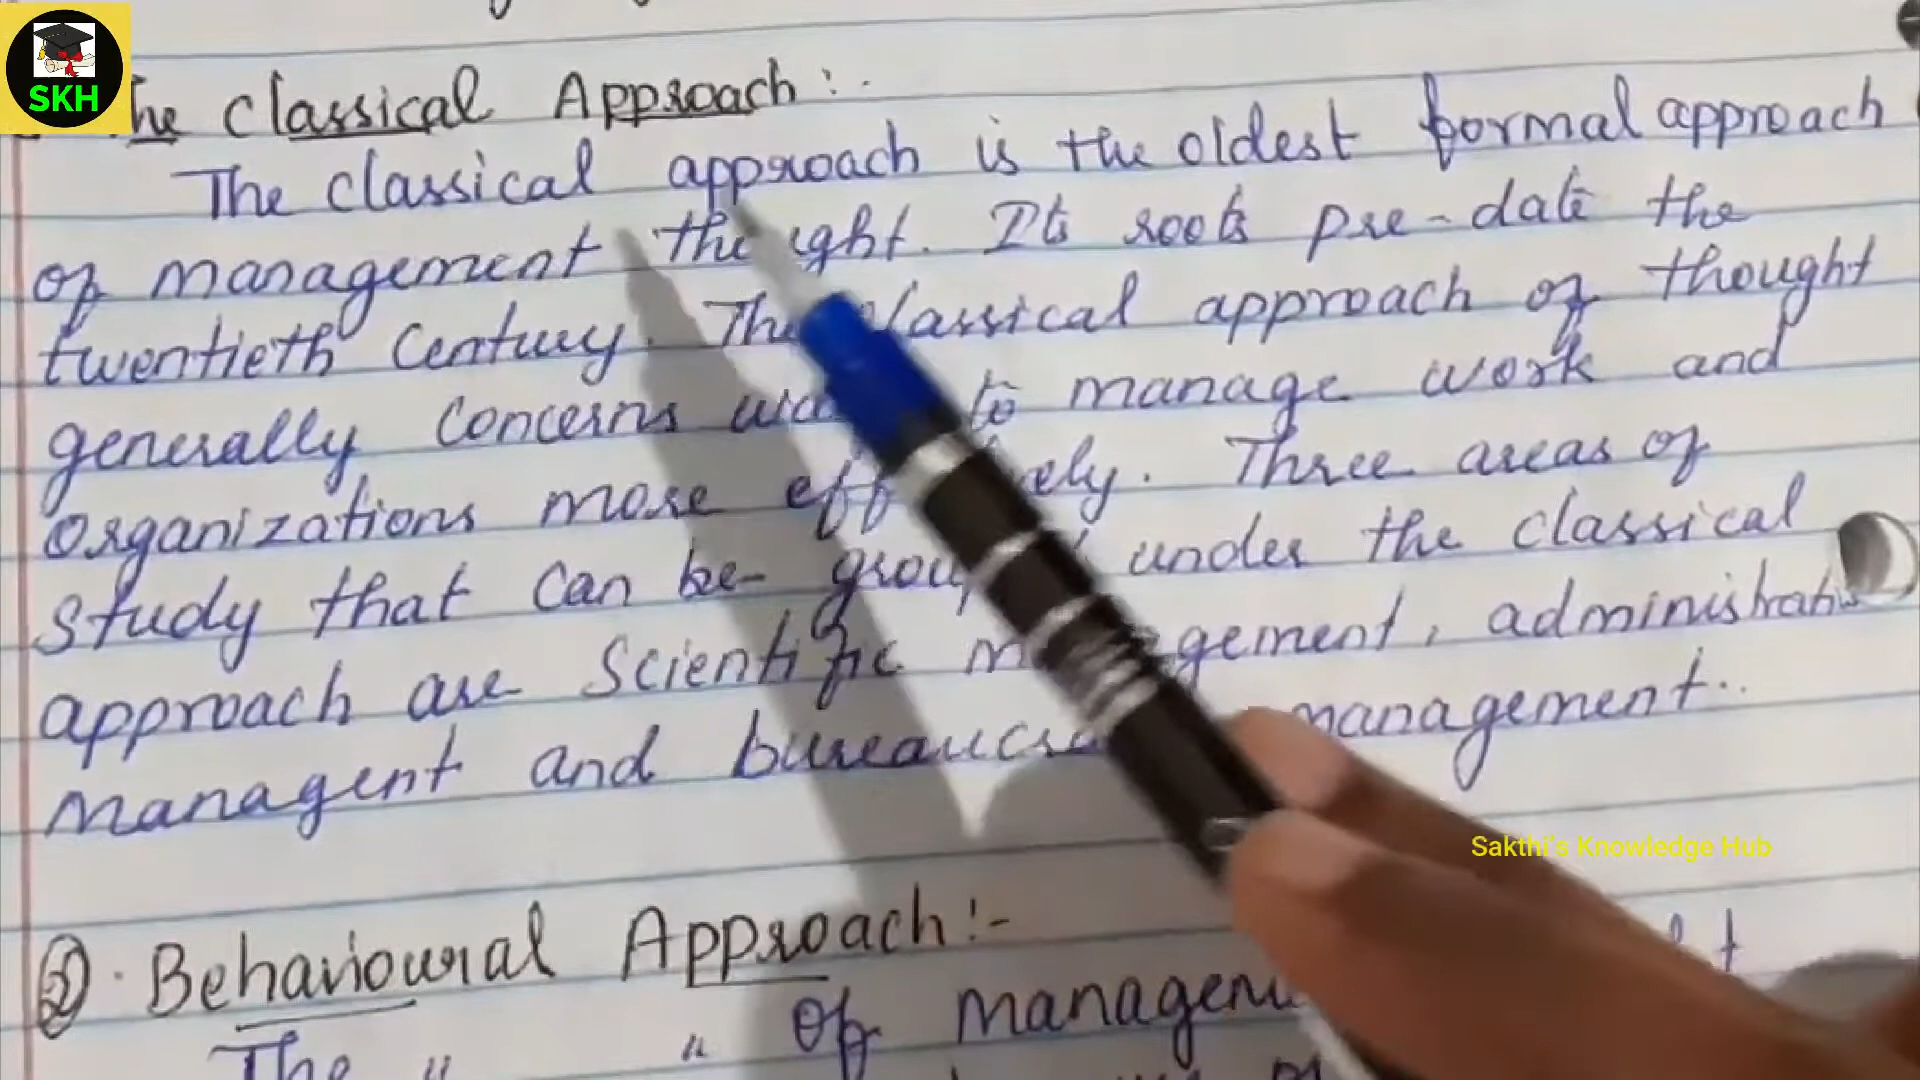 SKH
The Classical Approach :-
The classical approach is the oldest formal approach
of management thought. Its roots pre-date the
twentieth Century. The classical approach of thought
generally concerns to manage work and
Organizations more Three areas of
Study that can be under the classical
approach are Scientific management, administrative
Managent and management..
Sakthi's Knowledge Hub
② . Behavioural Approach :-
The " " Of